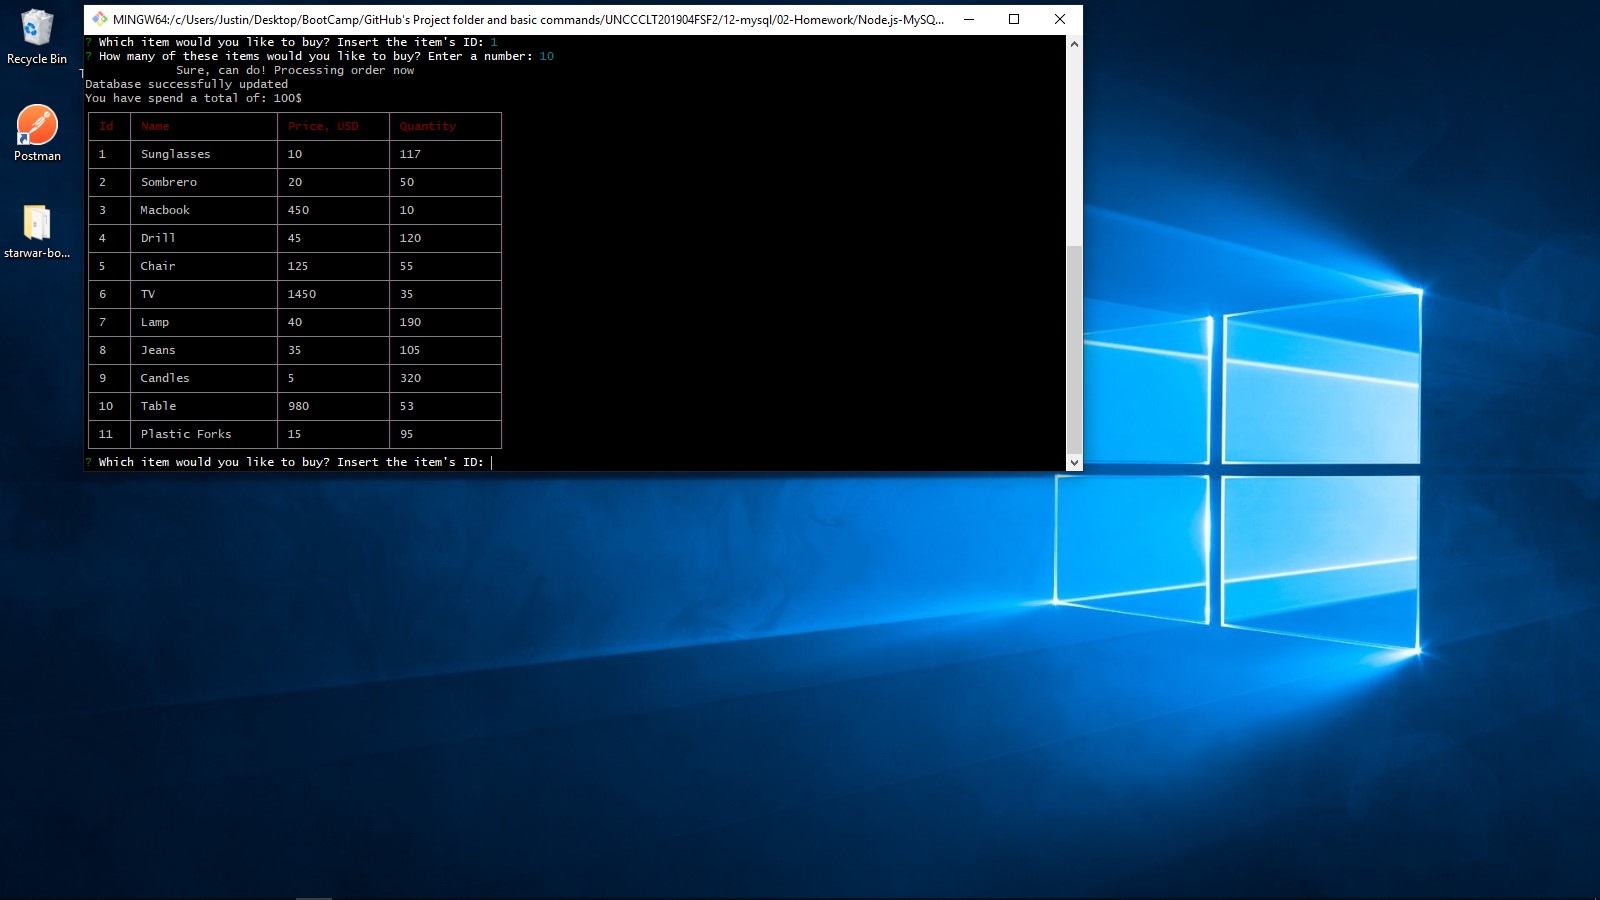 Recycle Bin
Postman
starwar-bo...
MINGW64:/c/Users/Justin/Desktop/BootCamp/GitHub's Project folder and basic commands/UNCCCLT201904FSF2/12-mysql/02-Homework/Node.js-MySQ...
? Which item would you like to buy? Insert the item's ID: 1
? How many of these items would you like to buy? Enter a number: 10
Sure, can do! Processing order now
Database successfully updated
You have spend a total of: 100$
Id Name Price, USD Quantity
1 Sunglasses 10 117
2 Sombrero 20 50
3 Macbook 450 10
4 Drill 45 120
5 Chair 125 55
6 TV 1450 35
7 Lamp 40 190
8 Jeans 35 105
9 Candles 5 320
10 Table 980 53
11 Plastic Forks 15 95
? Which item would you like to buy? Insert the item's ID: